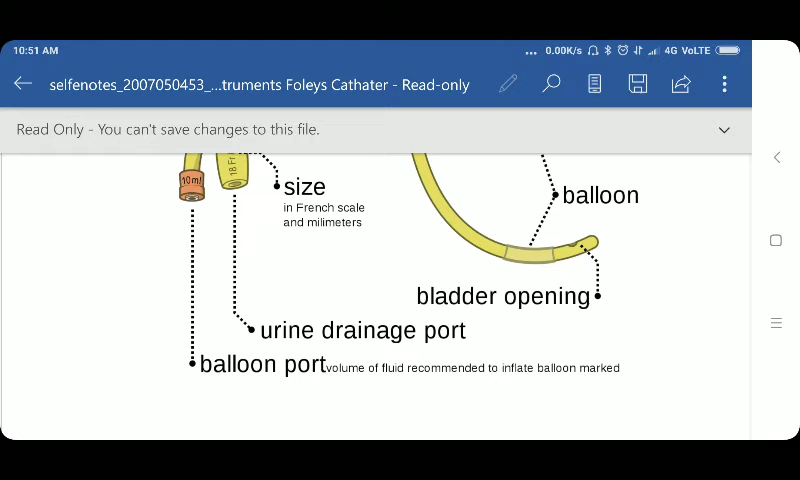 10:51 AM
... 0.00K/s 4G VoLTE
selfenotes_2007050453_...truments Foleys Cathater - Read-only
Read Only - You can't save changes to this file.
10ml
18 Fr
size
in French scale
and milimeters
balloon
bladder opening
urine drainage port
balloon port volume of fluid recommended to inflate balloon marked